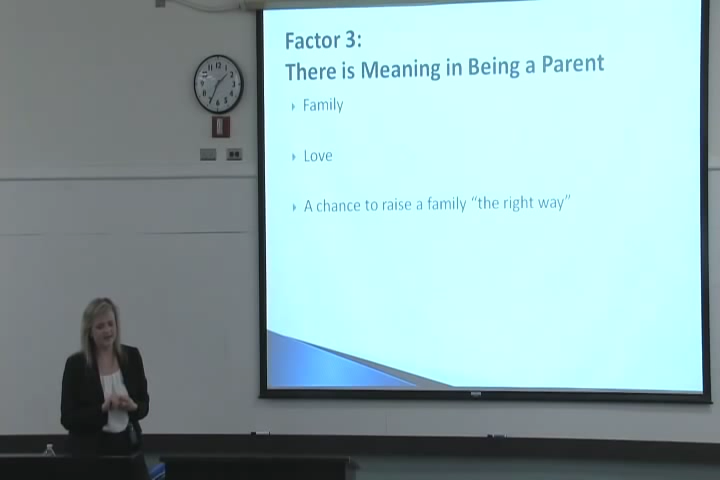 Factor 3:
There is Meaning in Being a Parent
Family
Love
A chance to raise a family “the right way”